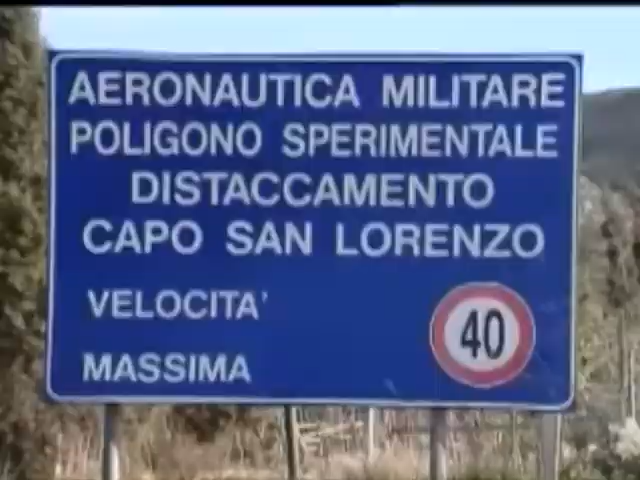 AERONAUTICA MILITARE
POLIGONO SPERIMENTALE
DISTACCAMENTO
CAPO SAN LORENZO
VELOCITA'
40
MASSIMA